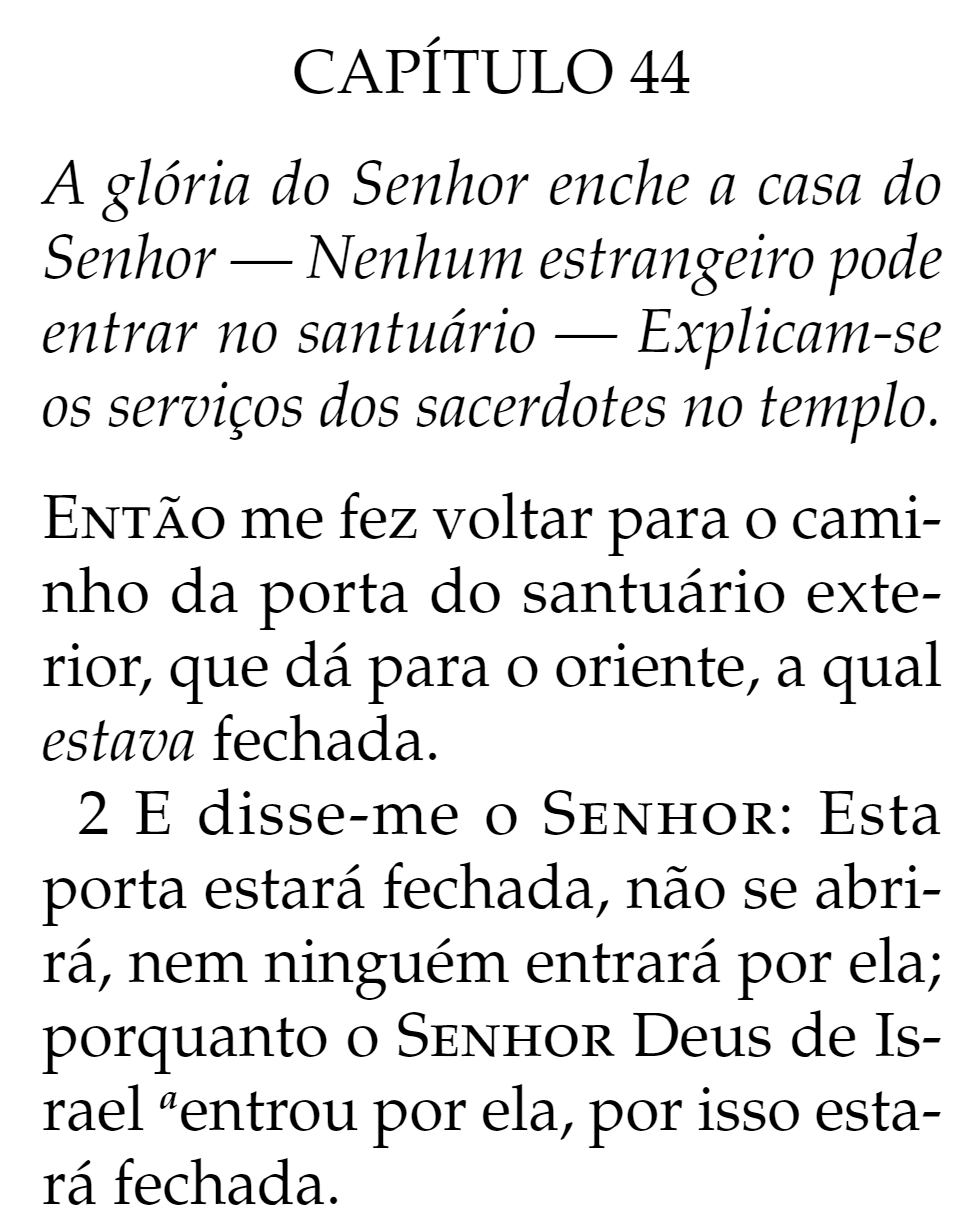 CAPÍTULO 44
A glória do Senhor enche a casa do
Senhor — Nenhum estrangeiro pode
entrar no santuário — Explicam-se
os serviços dos sacerdotes no templo.
ENTÃO me fez voltar para o cami-
nho da porta do santuário exte-
rior, que dá para o oriente, a qual
estava fechada.
2 E disse-me o SENHOR: Esta
porta estará fechada, não se abri-
rá, nem ninguém entrará por ela;
porquanto o SENHOR Deus de Is-
rael ᵃentrou por ela, por isso esta-
rá fechada.